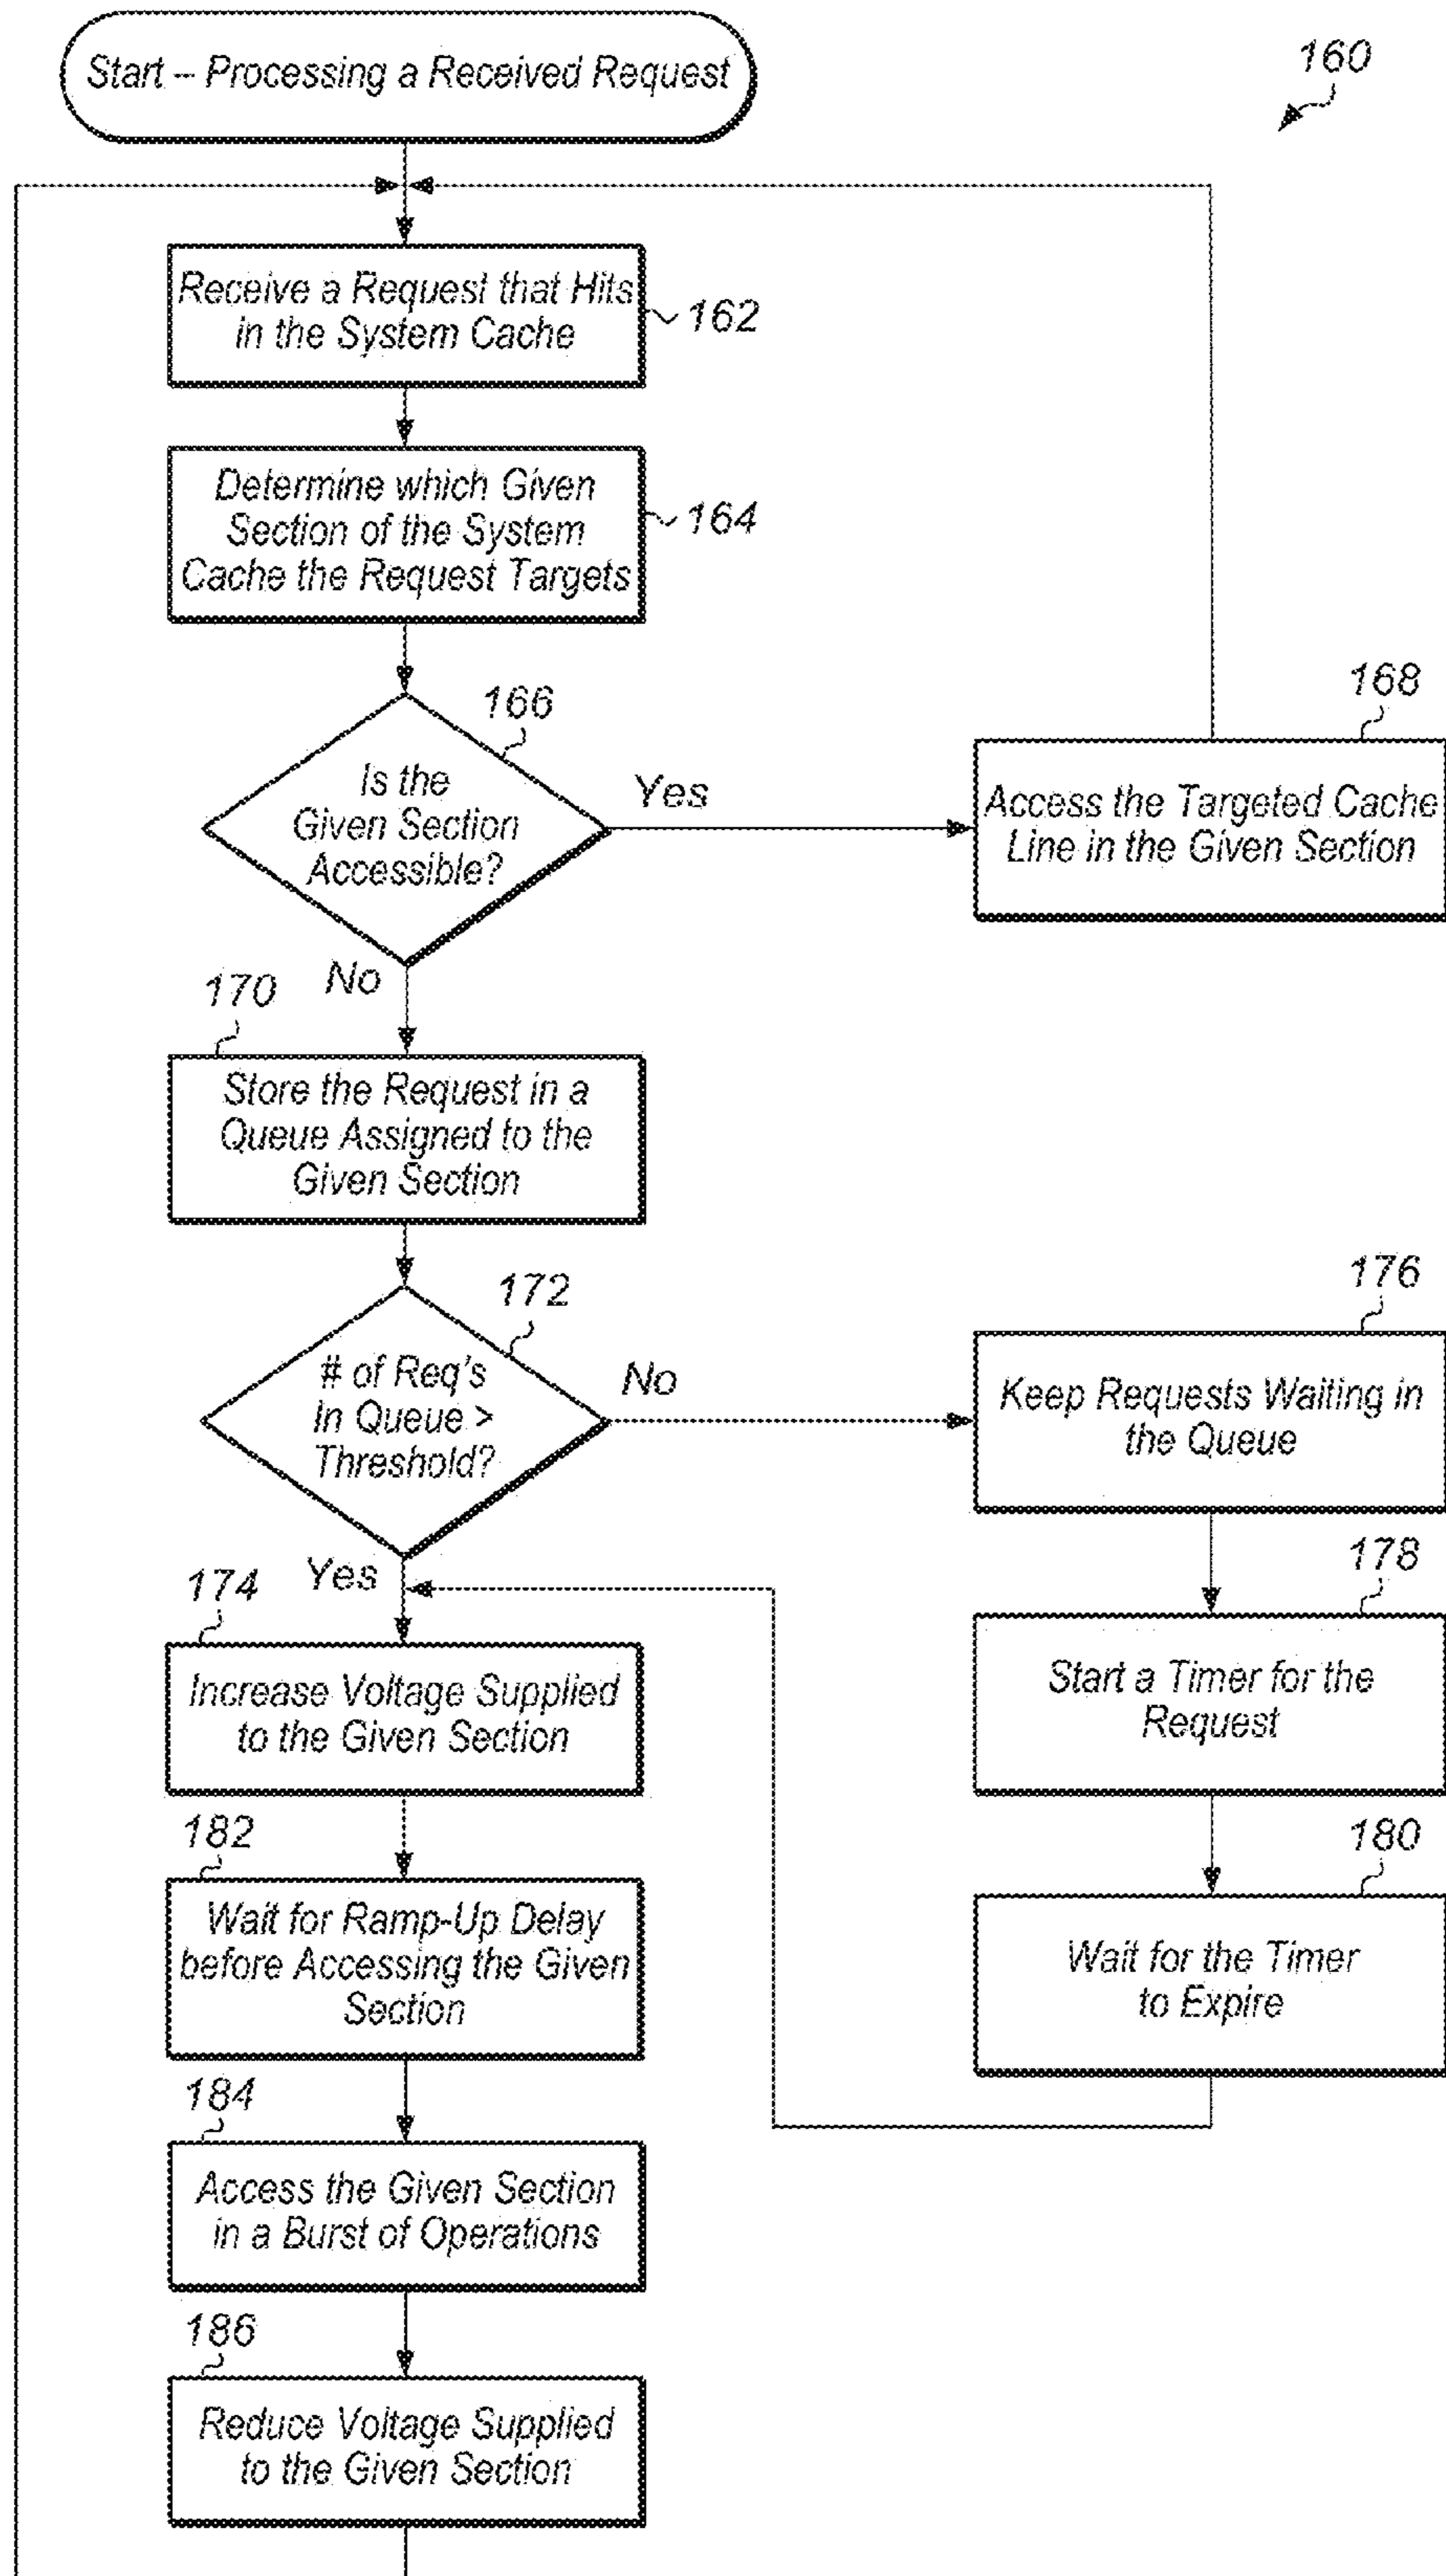 Start – Processing a Received Request
160
Receive a Request that Hits
in the System Cache
162
Determine which Given
Section of the System
Cache the Request Targets
164
166
Is the
Given Section
Accessible?
Yes
168
Access the Targeted Cache
Line in the Given Section
No
170
Store the Request in a
Queue Assigned to the
Given Section
172
# of Req's
In Queue >
Threshold?
No
176
Keep Requests Waiting in
the Queue
Yes
178
Start a Timer for the
Request
174
Increase Voltage Supplied
to the Given Section
180
Wait for the Timer
to Expire
182
Wait for Ramp-Up Delay
before Accessing the Given
Section
184
Access the Given Section
in a Burst of Operations
186
Reduce Voltage Supplied
to the Given Section